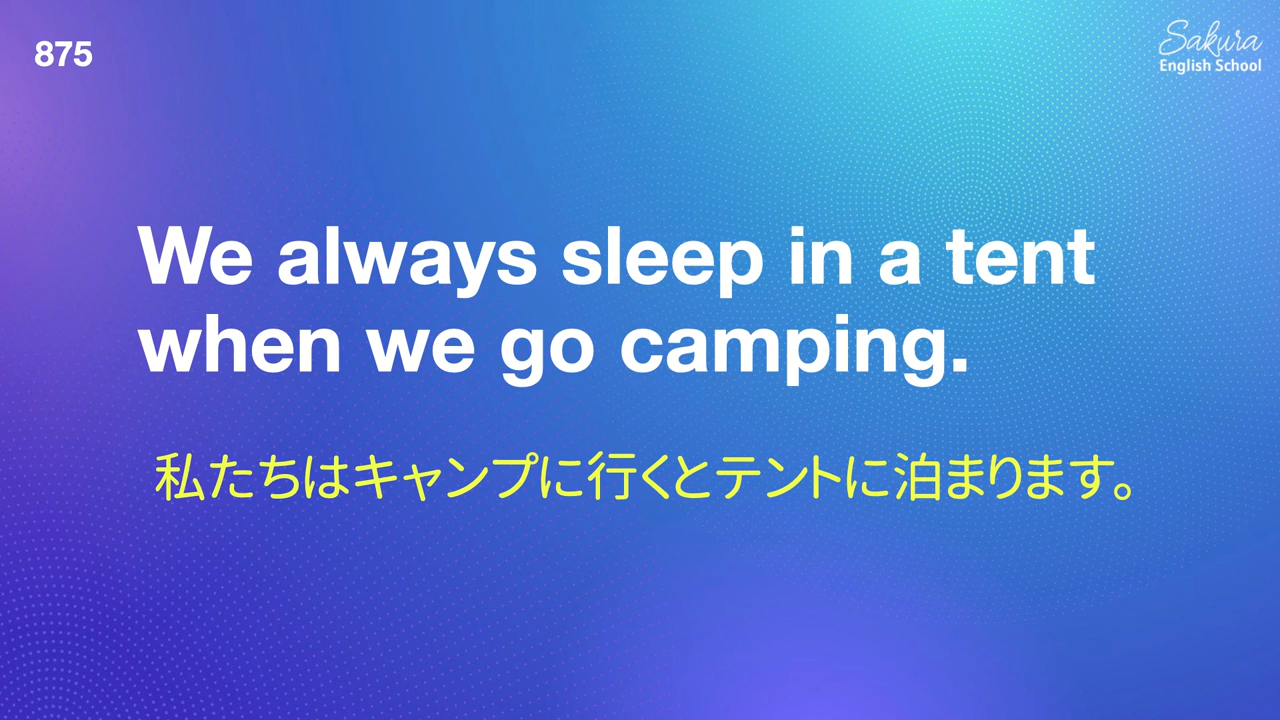 875
Sakura
English School
We always sleep in a tent
when we go camping.
私たちはキャンプに行くとテントに泊まります。